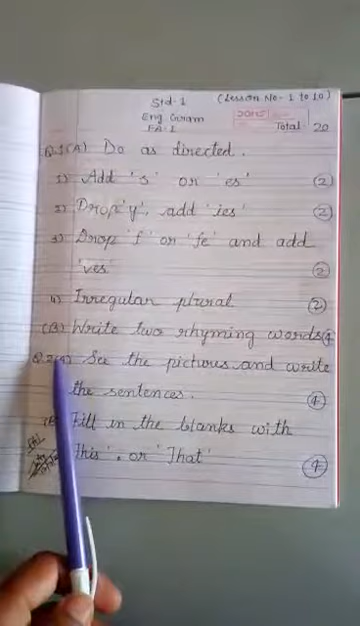 (Lesson No- 1 to 10)
Std-1
Eng Gram
FA-1
Total 20
Q-1(A) Do as directed.
1) Add 's' or 'es' (2)
2) Drop 'y', add 'ies' (2)
3) Drop 'f' or 'fe' and add
'ves' (2)
4) Irregular plural (2)
(B) Write two rhyming words (4)
Q.2(A) See the pictures and write
the sentences. (4)
(B) Fill in the blanks with
'This', or 'That' (4)